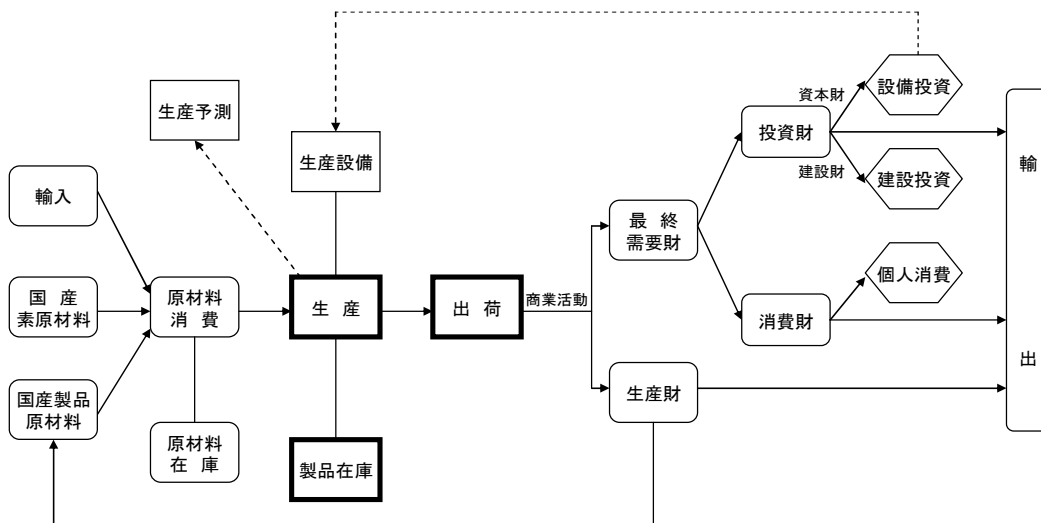 設備投資
資本財
生産予測
投資財
生産設備
建設財
建設投資
輸入
輸
最 終
需要財
個人消費
国 産
素原材料
原材料
消 費
生 産
出 荷
商業活動
消費財
出
国産製品
原材料
生産財
原材料
在 庫
製品在庫